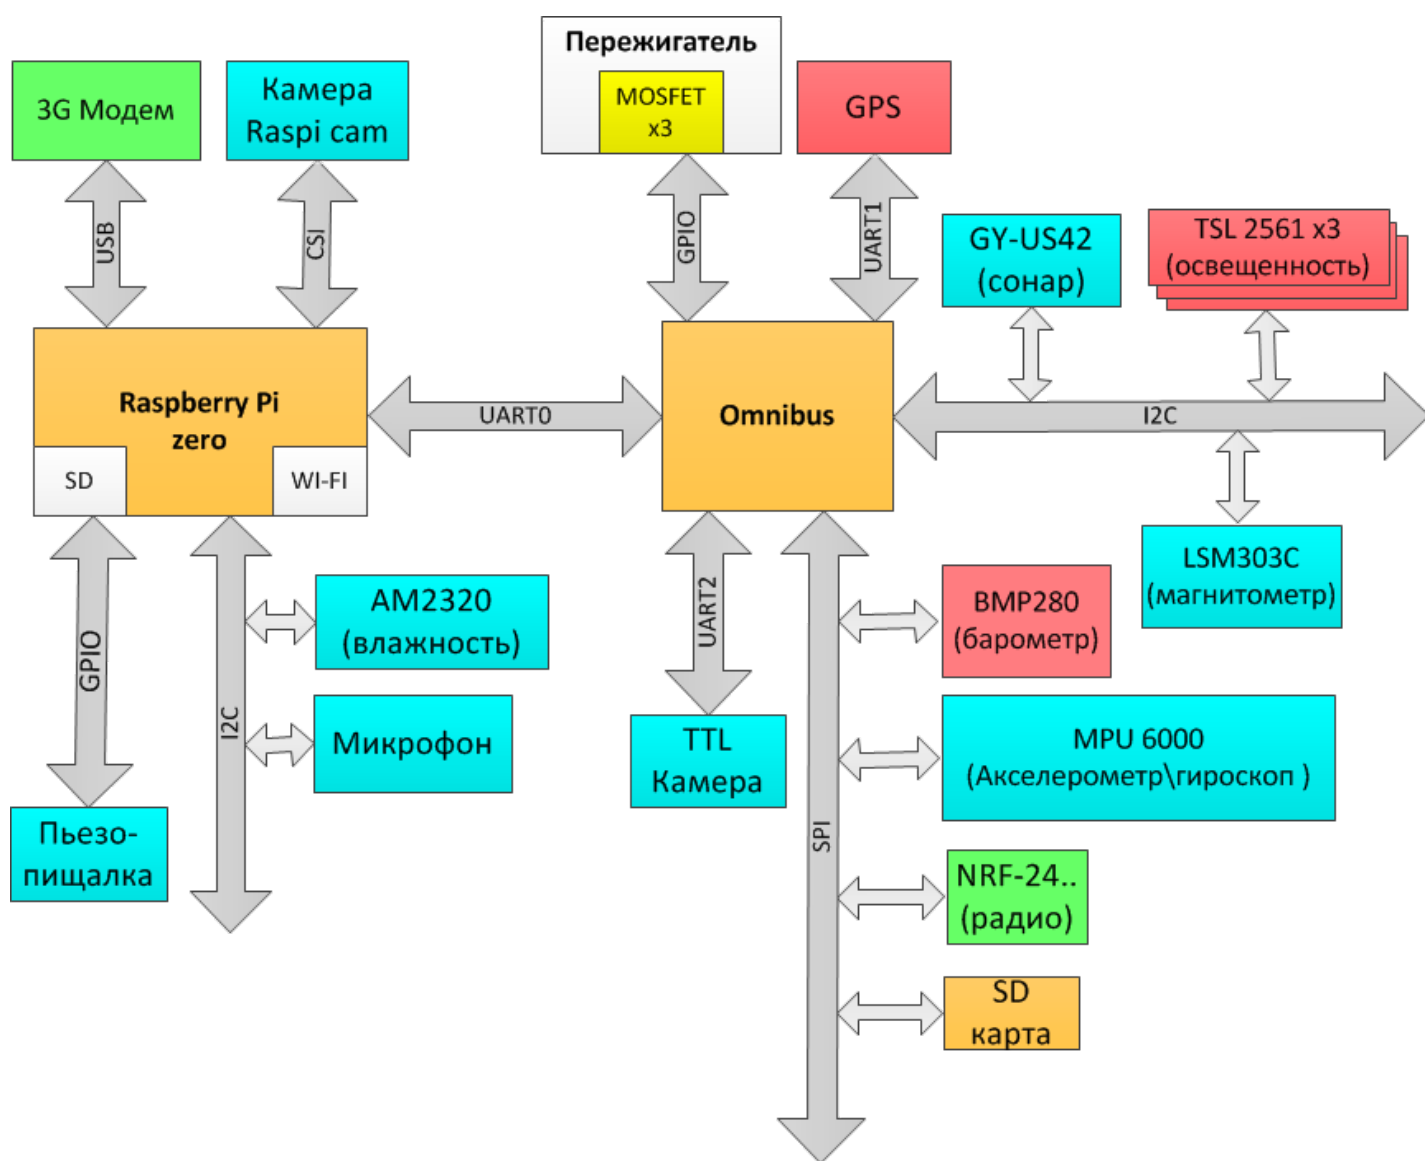 Пережигатель
MOSFET
x3
3G Модем
Камера
Raspi cam
GPS
USB
CSI
GPIO
UART1
GY-US42
(сонар)
TSL 2561 x3
(освещенность)
Raspberry Pi
zero
SD
WI-FI
UART0
Omnibus
I2C
LSM303C
(магнитометр)
GPIO
I2C
AM2320
(влажность)
Микрофон
Пьезо-
пищалка
UART2
TTL
Камера
SPI
BMP280
(барометр)
MPU 6000
(Акселерометр\гироскоп )
NRF-24..
(радио)
SD
карта